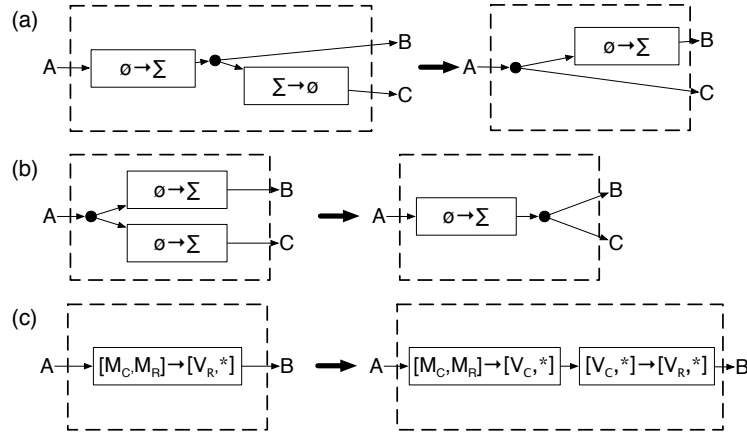 (a)
A ø→Σ Σ→ø B C
A ø→Σ B C
(b)
A ø→Σ ø→Σ B C
A ø→Σ B C
(c)
A [M_C,M_R]→[V_R,*] B
A [M_C,M_R]→[V_C,*] [V_C,*]→[V_R,*] B